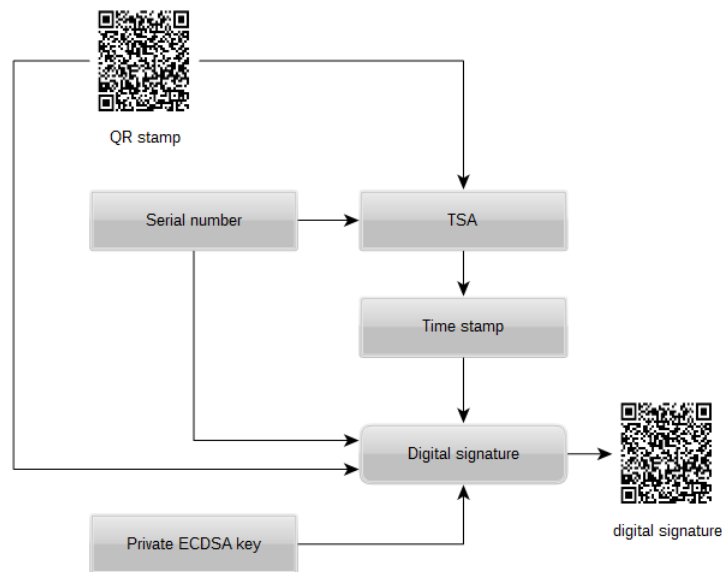 QR stamp
Serial number
TSA
Time stamp
Digital signature
digital signature
Private ECDSA key